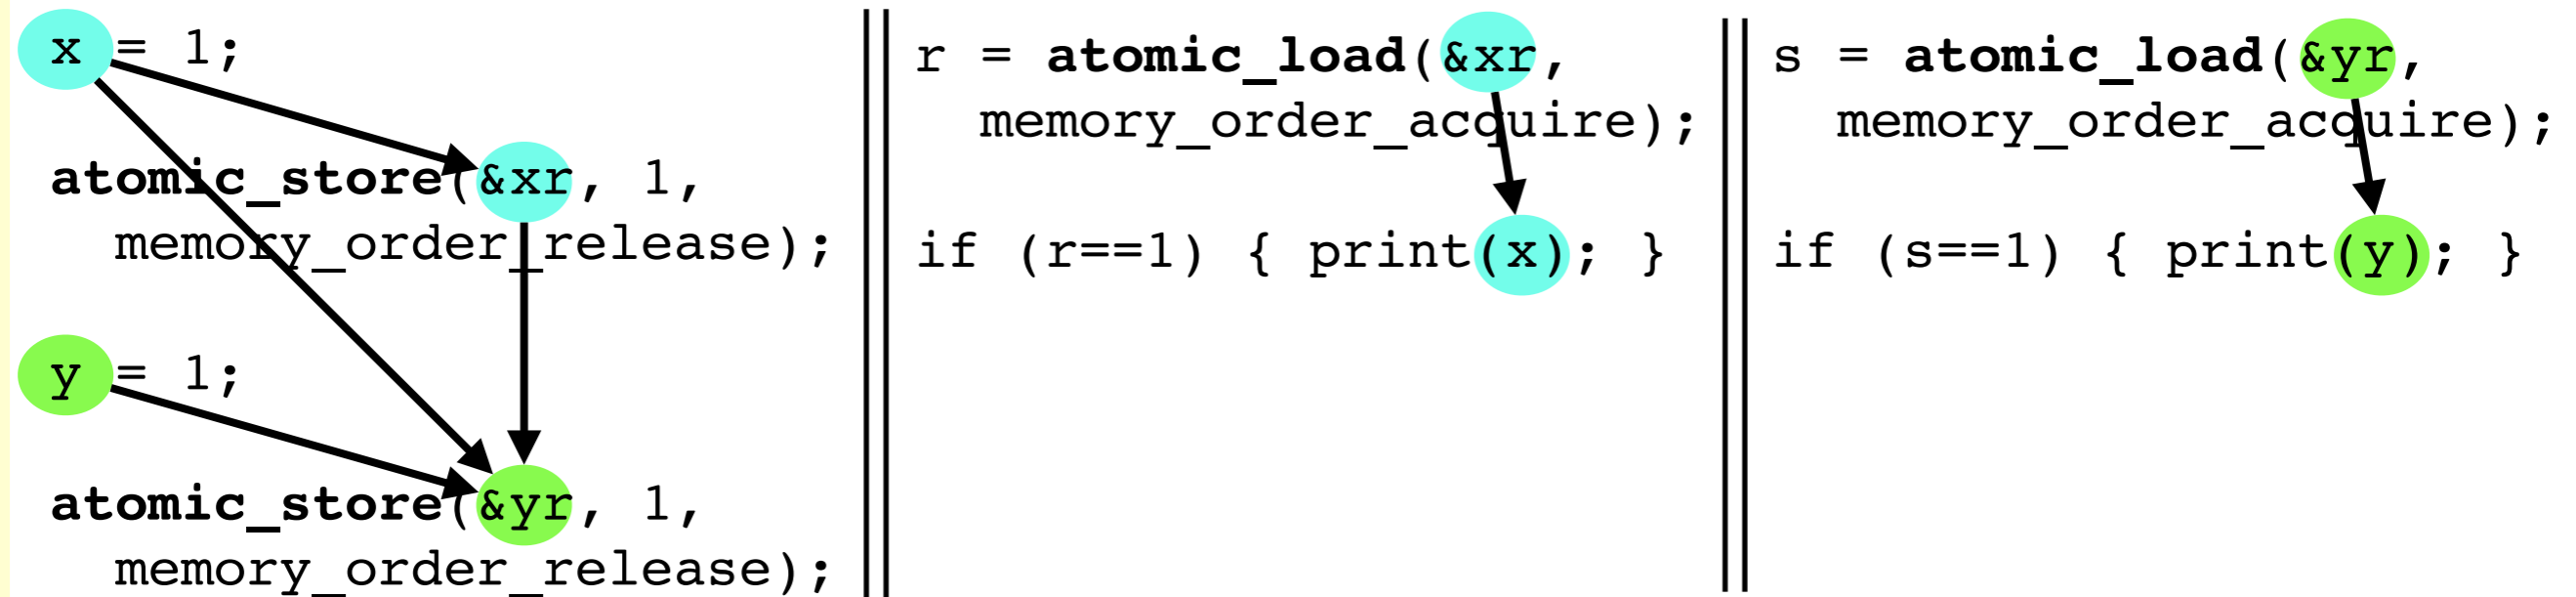 x = 1;
atomic_store(&xr, 1,
memory_order_release);
y = 1;
atomic_store(&yr, 1,
memory_order_release);
r = atomic_load(&xr,
memory_order_acquire);
if (r==1) { print(x); }
s = atomic_load(&yr,
memory_order_acquire);
if (s==1) { print(y); }